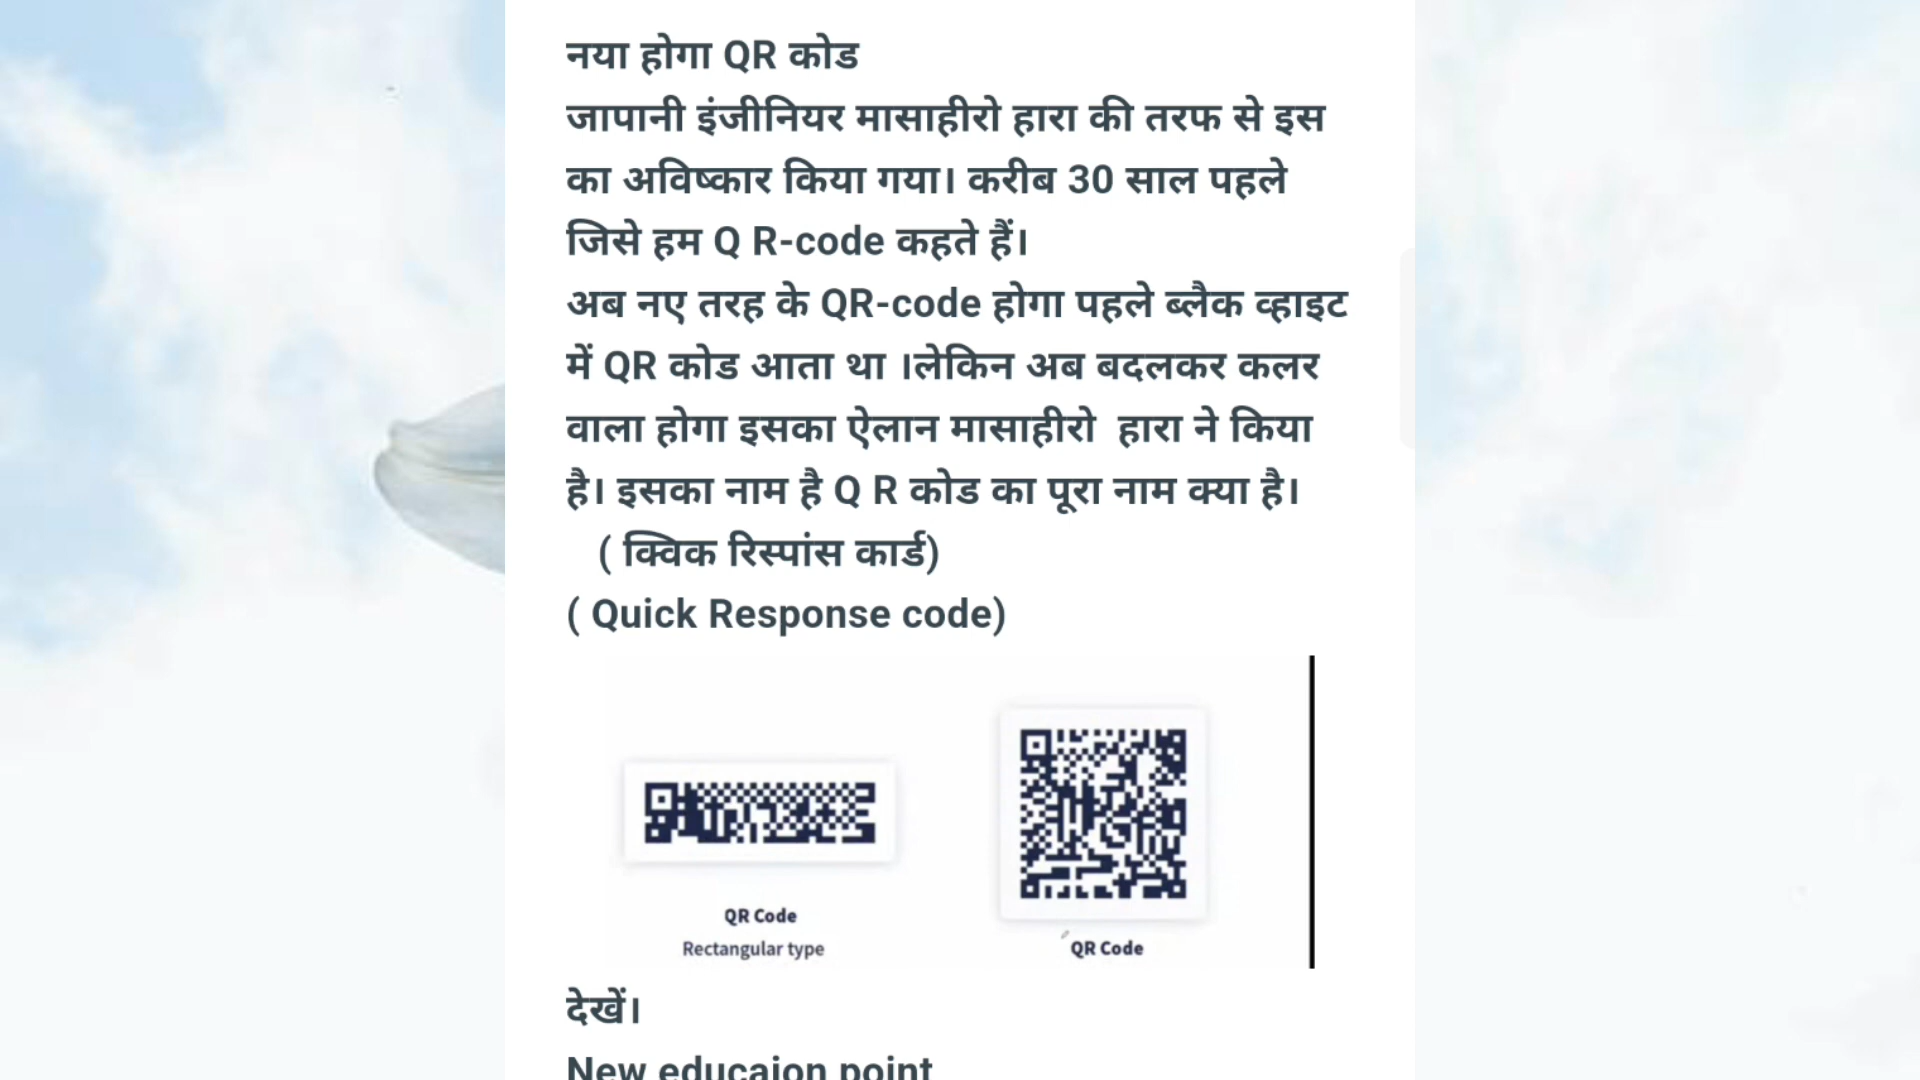 नया होगा QR कोड
जापानी इंजीनियर मासाहीरो हारा की तरफ से इस
का अविष्कार किया गया। करीब 30 साल पहले
जिसे हम Q R-code कहते हैं।
अब नए तरह के QR-code होगा पहले ब्लैक व्हाइट
में QR कोड आता था ।लेकिन अब बदलकर कलर
वाला होगा इसका ऐलान मासाहीरो  हारा ने किया
है। इसका नाम है Q R कोड का पूरा नाम क्या है।
( क्विक रिस्पांस कार्ड)
( Quick Response code)
QR Code
Rectangular type
QR Code
देखें।
New educaion point